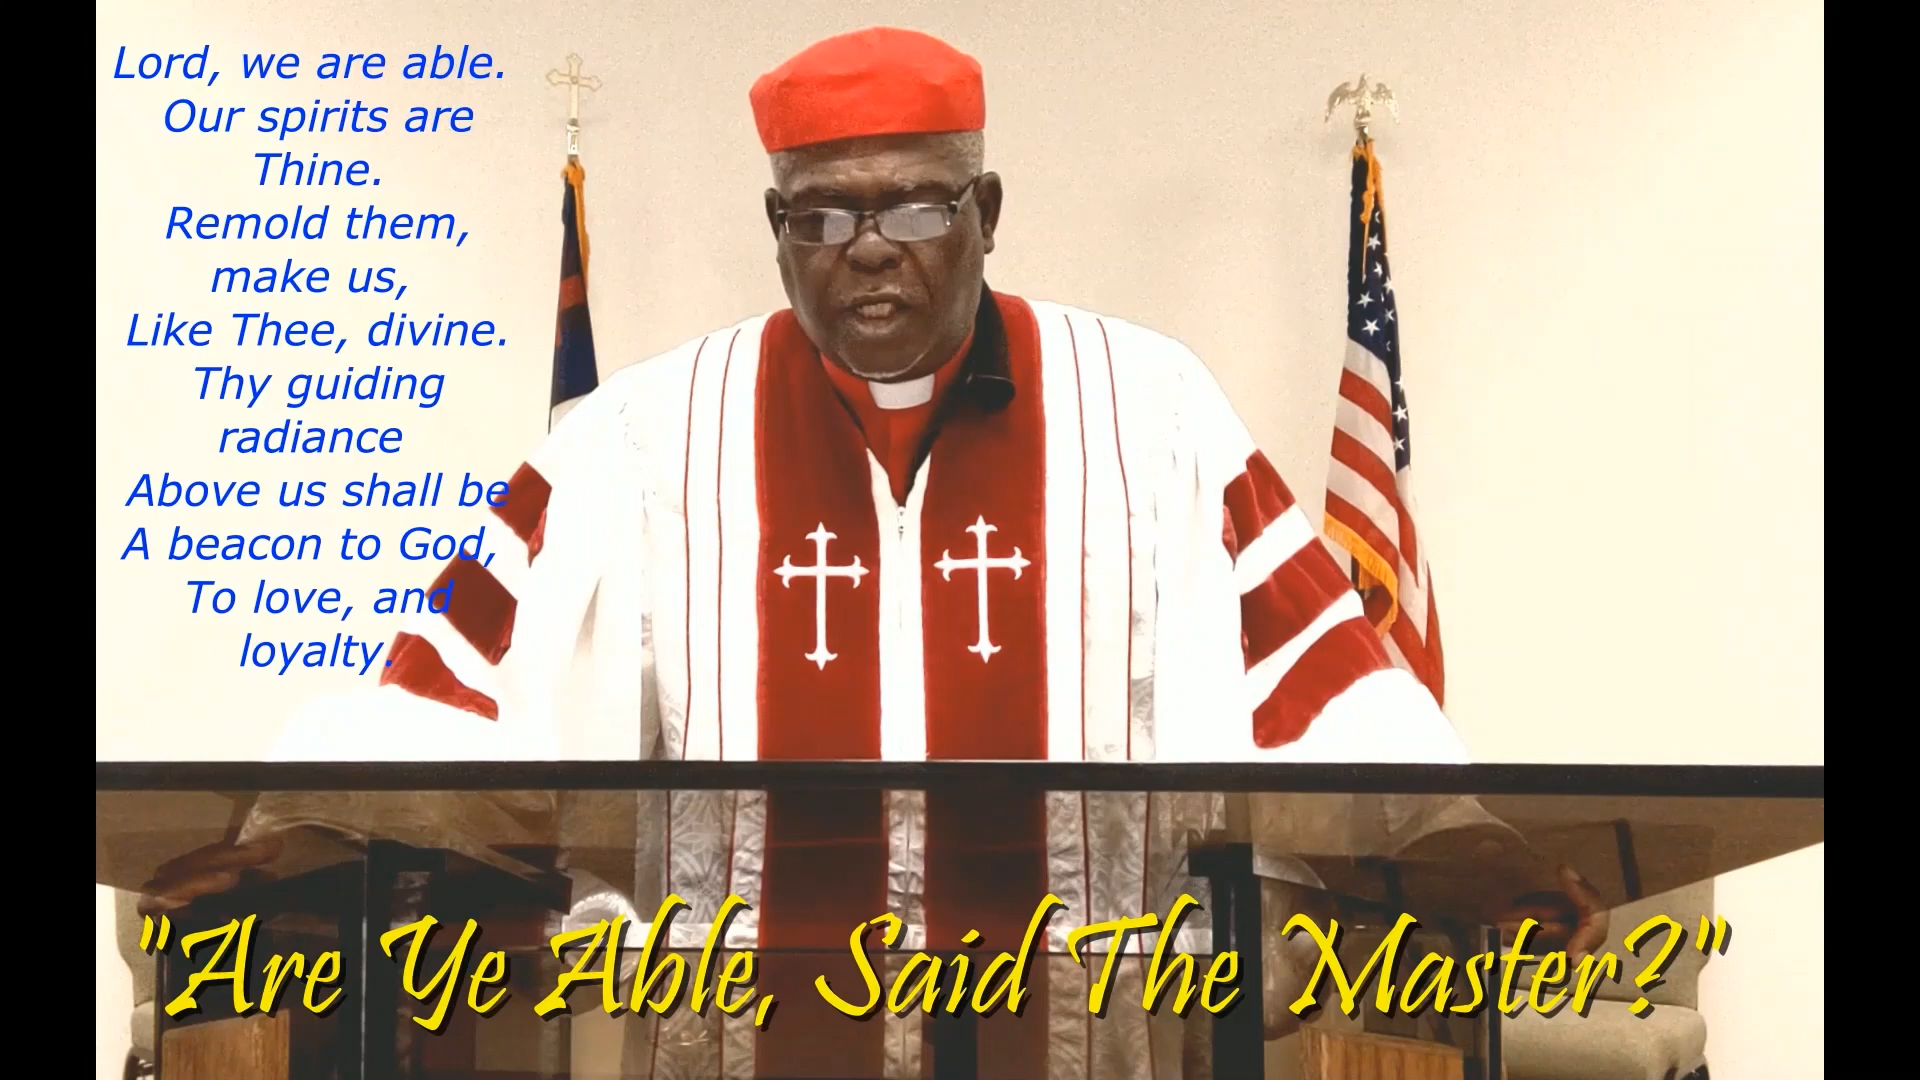 Lord, we are able.
Our spirits are
Thine.
Remold them,
make us,
Like Thee, divine.
Thy guiding
radiance
Above us shall be
A beacon to God,
To love, and
loyalty.
"Are Ye Able, Said The Master?"